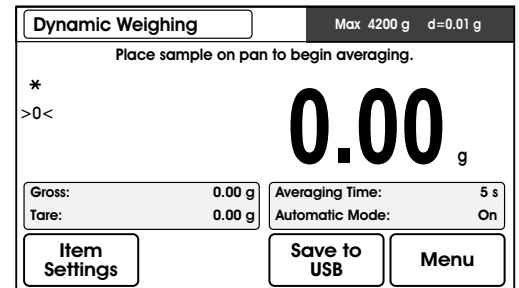 Dynamic Weighing Max 4200 g d=0.01 g
Place sample on pan to begin averaging.
*
>0<
0.00 g
Gross: 0.00 g Averaging Time: 5 s
Tare: 0.00 g Automatic Mode: On
Item Settings
Save to USB
Menu